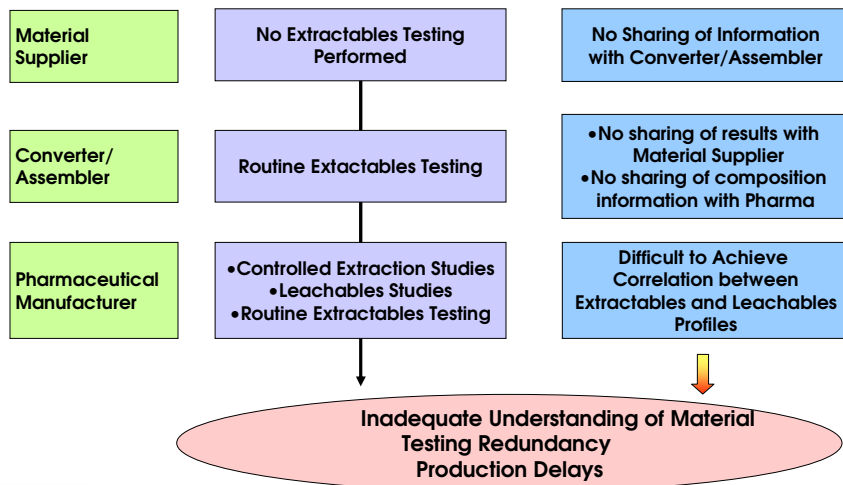 Material
Supplier
No Extractables Testing
Performed
No Sharing of Information
with Converter/Assembler
Converter/
Assembler
Routine Extactables Testing
•No sharing of results with
Material Supplier
•No sharing of composition
information with Pharma
Pharmaceutical
Manufacturer
•Controlled Extraction Studies
•Leachables Studies
•Routine Extractables Testing
Difficult to Achieve
Correlation between
Extractables and Leachables
Profiles
Inadequate Understanding of Material
Testing Redundancy
Production Delays